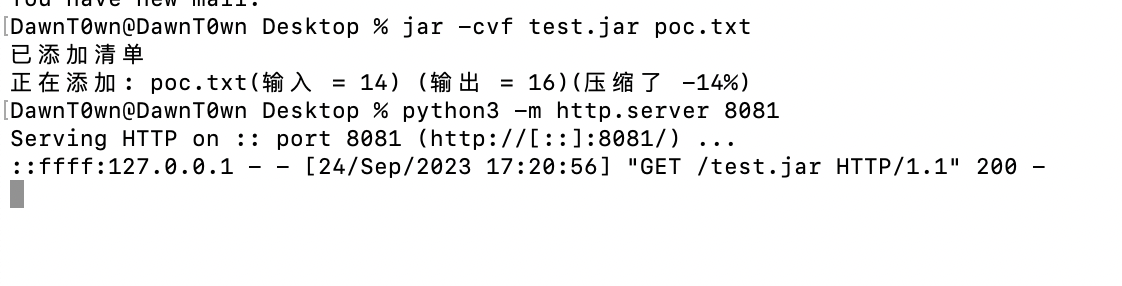 You have new mail.
[DawnT0wn@DawnT0wn Desktop % jar -cvf test.jar poc.txt
已添加清单
正在添加: poc.txt(输入 = 14) (输出 = 16)(压缩了 -14%)
[DawnT0wn@DawnT0wn Desktop % python3 -m http.server 8081
Serving HTTP on :: port 8081 (http://[::]:8081/) ...
::ffff:127.0.0.1 - - [24/Sep/2023 17:20:56] "GET /test.jar HTTP/1.1" 200 -